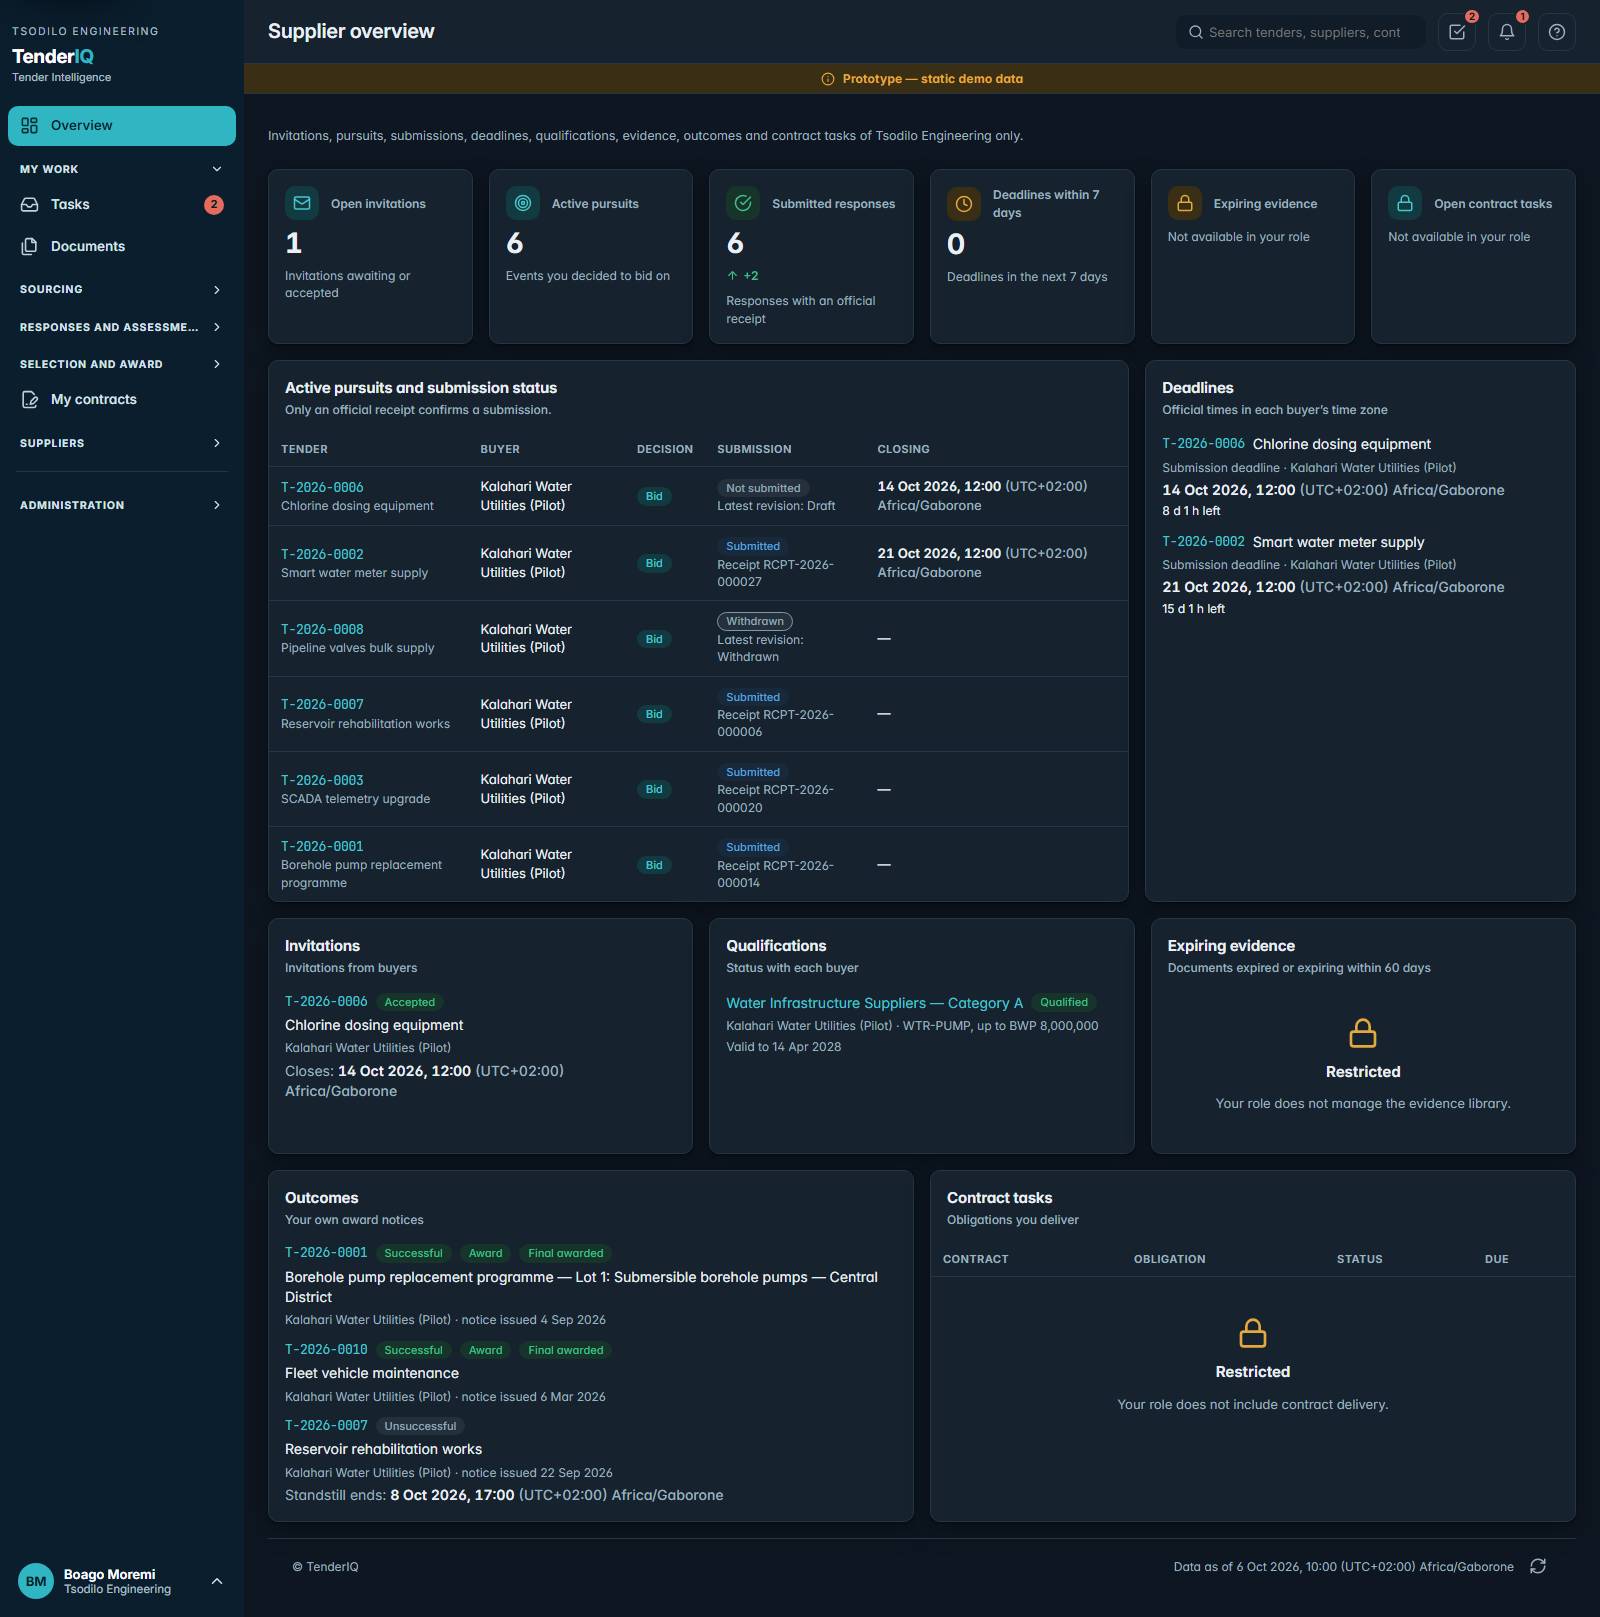 TSODILO ENGINEERING
TenderIQ
Tender Intelligence
Overview
MY WORK
Tasks
2
Documents
SOURCING
RESPONSES AND ASSESSME...
SELECTION AND AWARD
My contracts
SUPPLIERS
ADMINISTRATION
BM
Boago Moremi
Tsodilo Engineering
Supplier overview
Search tenders, suppliers, cont
2
1
Prototype — static demo data
Invitations, pursuits, submissions, deadlines, qualifications, evidence, outcomes and contract tasks of Tsodilo Engineering only.
Open invitations
1
Invitations awaiting or
accepted
Active pursuits
6
Events you decided to bid on
Submitted responses
6
+2
Responses with an official
receipt
Deadlines within 7
days
0
Deadlines in the next 7 days
Expiring evidence
Not available in your role
Open contract tasks
Not available in your role
Active pursuits and submission status
Only an official receipt confirms a submission.
TENDER BUYER DECISION SUBMISSION CLOSING
T-2026-0006
Chlorine dosing equipment
Kalahari Water
Utilities (Pilot)
Bid
Not submitted
Latest revision: Draft
14 Oct 2026, 12:00 (UTC+02:00)
Africa/Gaborone
T-2026-0002
Smart water meter supply
Kalahari Water
Utilities (Pilot)
Bid
Submitted
Receipt RCPT-2026-
000027
21 Oct 2026, 12:00 (UTC+02:00)
Africa/Gaborone
T-2026-0008
Pipeline valves bulk supply
Kalahari Water
Utilities (Pilot)
Bid
Withdrawn
Latest revision:
Withdrawn
—
T-2026-0007
Reservoir rehabilitation works
Kalahari Water
Utilities (Pilot)
Bid
Submitted
Receipt RCPT-2026-
000006
—
T-2026-0003
SCADA telemetry upgrade
Kalahari Water
Utilities (Pilot)
Bid
Submitted
Receipt RCPT-2026-
000020
—
T-2026-0001
Borehole pump replacement
programme
Kalahari Water
Utilities (Pilot)
Bid
Submitted
Receipt RCPT-2026-
000014
—
Deadlines
Official times in each buyer's time zone
T-2026-0006 Chlorine dosing equipment
Submission deadline · Kalahari Water Utilities (Pilot)
14 Oct 2026, 12:00 (UTC+02:00) Africa/Gaborone
8 d 1 h left
T-2026-0002 Smart water meter supply
Submission deadline · Kalahari Water Utilities (Pilot)
21 Oct 2026, 12:00 (UTC+02:00) Africa/Gaborone
15 d 1 h left
Invitations
Invitations from buyers
T-2026-0006 Accepted
Chlorine dosing equipment
Kalahari Water Utilities (Pilot)
Closes: 14 Oct 2026, 12:00 (UTC+02:00)
Africa/Gaborone
Qualifications
Status with each buyer
Water Infrastructure Suppliers — Category A Qualified
Kalahari Water Utilities (Pilot) · WTR-PUMP, up to BWP 8,000,000
Valid to 14 Apr 2028
Expiring evidence
Documents expired or expiring within 60 days
Restricted
Your role does not manage the evidence library.
Outcomes
Your own award notices
T-2026-0001 Successful Award Final awarded
Borehole pump replacement programme — Lot 1: Submersible borehole pumps — Central
District
Kalahari Water Utilities (Pilot) · notice issued 4 Sep 2026
T-2026-0010 Successful Award Final awarded
Fleet vehicle maintenance
Kalahari Water Utilities (Pilot) · notice issued 6 Mar 2026
T-2026-0007 Unsuccessful
Reservoir rehabilitation works
Kalahari Water Utilities (Pilot) · notice issued 22 Sep 2026
Standstill ends: 8 Oct 2026, 17:00 (UTC+02:00) Africa/Gaborone
Contract tasks
Obligations you deliver
CONTRACT OBLIGATION STATUS DUE
Restricted
Your role does not include contract delivery.
© TenderIQ
Data as of 6 Oct 2026, 10:00 (UTC+02:00) Africa/Gaborone